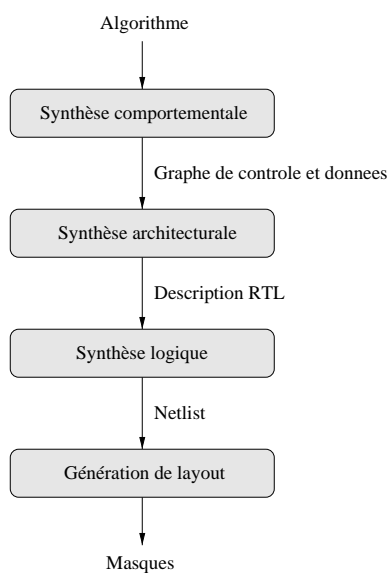 Algorithme
Synthèse comportementale
Graphe de controle et donnees
Synthèse architecturale
Description RTL
Synthèse logique
Netlist
Génération de layout
Masques